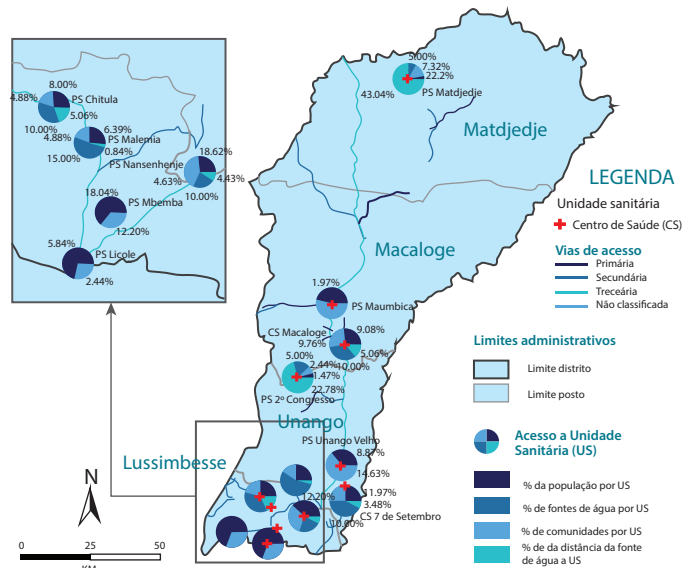 8.00%
4.88%
PS Chitula
10.00%
5.06%
4.88%
6.39%
PS Malemia
0.84%
15.00%
PS Nansenhenje
18.62%
4.63%
4.43%
10.00%
18.04%
PS Mbemba
12.20%
5.84%
PS Licole
2.44%
5.00%
7.32%
22.2%
43.04%
PS Matdjedje
Matdjedje
Macaloge
1.97%
PS Maumbica
CS Macaloge
9.08%
9.76%
5.06%
10.00%
5.00%
2.44%
1.47%
22.78%
PS 2º Congresso
Unango
PS Unango Velho
8.87%
14.63%
Lussimbesse
12.20%
11.97%
3.48%
CS 7 de Setembro
10.00%
N
0
25
50
KM
LEGENDA
Unidade sanitária
Centro de Saúde (CS)
Vias de acesso
Primária
Secundária
Treceária
Não classificada
Limites administrativos
Limite distrito
Limite posto
Acesso a Unidade
Sanitária (US)
% da população por US
% de fontes de água por US
% de comunidades por US
% de da distância da fonte
de água a US